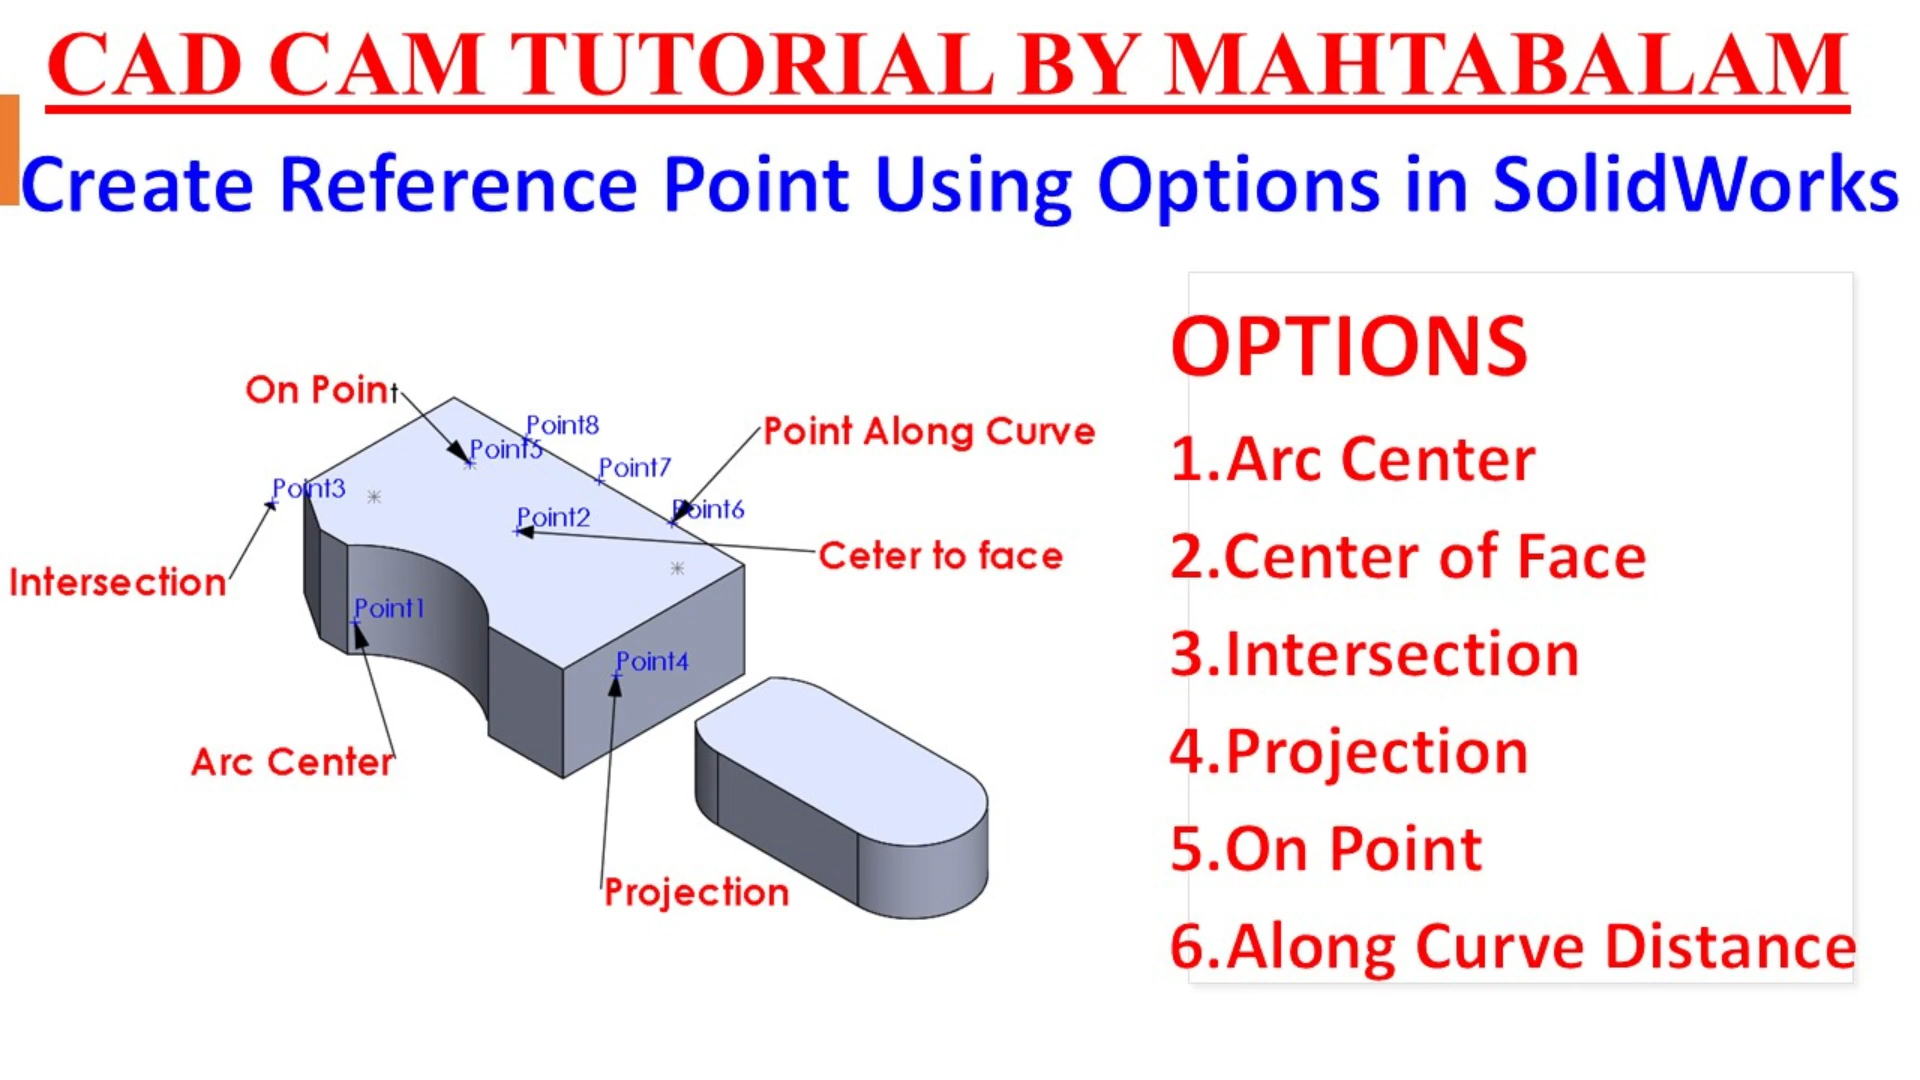 CAD CAM TUTORIAL BY MAHTABALAM
Create Reference Point Using Options in SolidWorks
On Point
Point8
Point5
Point Along Curve
Point7
Point3
Point6
Point2
Ceter to face
Intersection
Point1
Point4
Arc Center
Projection
OPTIONS
1.Arc Center
2.Center of Face
3.Intersection
4.Projection
5.On Point
6.Along Curve Distance